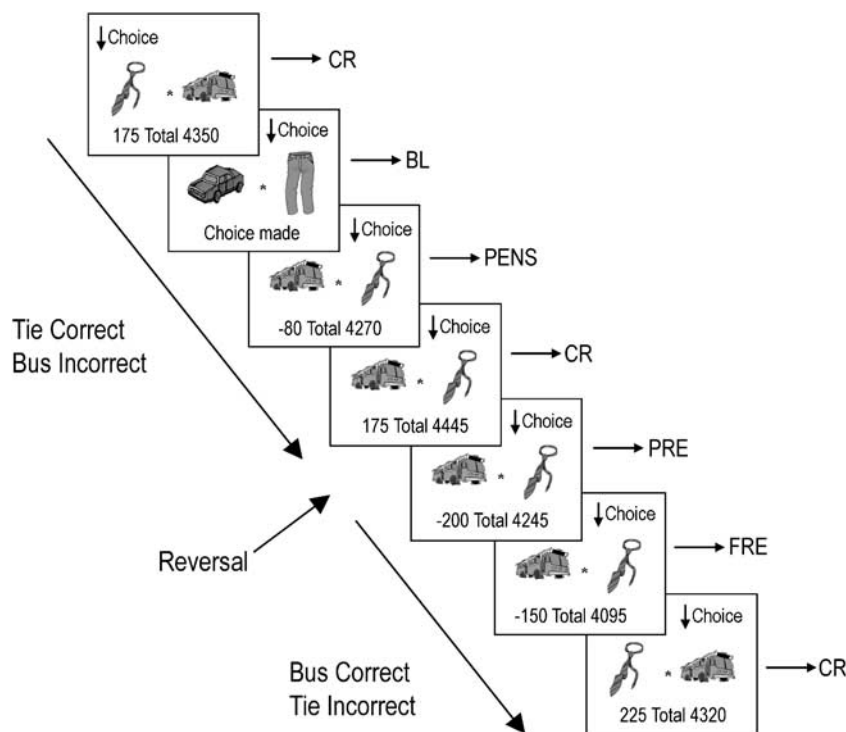 Choice
CR
175 Total 4350
Choice
BL
*
Choice made
Choice
PENS
*
-80 Total 4270
Tie Correct
Bus Incorrect
Choice
CR
*
175 Total 4445
Choice
PRE
*
-200 Total 4245
Choice
FRE
Reversal
*
-150 Total 4095
Choice
CR
Bus Correct
Tie Incorrect
*
225 Total 4320